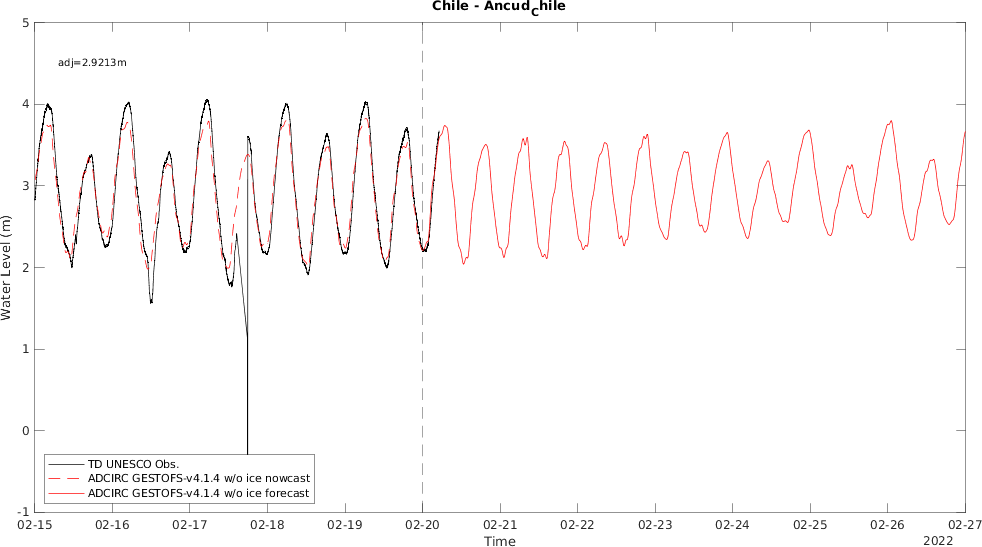 Chile - Ancud_Chile
5
adj=2.9213m
4
3
2
1
0
-1
Water Level (m)
TD UNESCO Obs.
ADCIRC GESTOFS-v4.1.4 w/o ice nowcast
ADCIRC GESTOFS-v4.1.4 w/o ice forecast
02-15 02-16 02-17 02-18 02-19 02-20 02-21 02-22 02-23 02-24 02-25 02-26 02-27
Time
2022